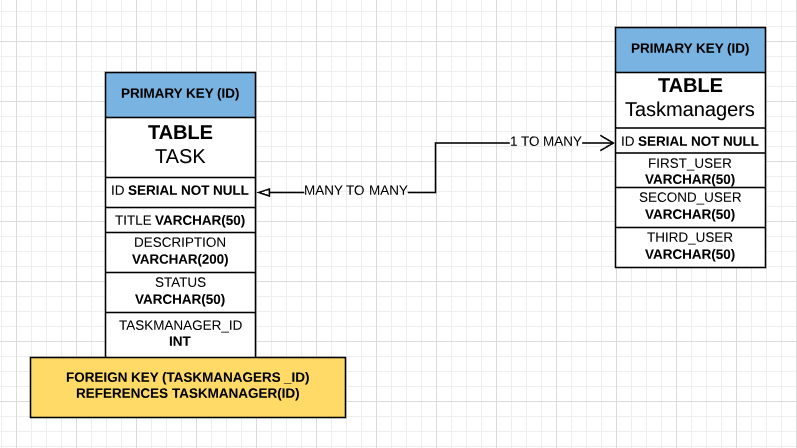 PRIMARY KEY (ID)
TABLE
TASK
ID SERIAL NOT NULL
TITLE VARCHAR(50)
DESCRIPTION
VARCHAR(200)
STATUS
VARCHAR(50)
TASKMANAGER_ID
INT
FOREIGN KEY (TASKMANAGERS _ID)
REFERENCES TASKMANAGER(ID)
MANY TO MANY
1 TO MANY
PRIMARY KEY (ID)
TABLE
Taskmanagers
ID SERIAL NOT NULL
FIRST_USER
VARCHAR(50)
SECOND_USER
VARCHAR(50)
THIRD_USER
VARCHAR(50)